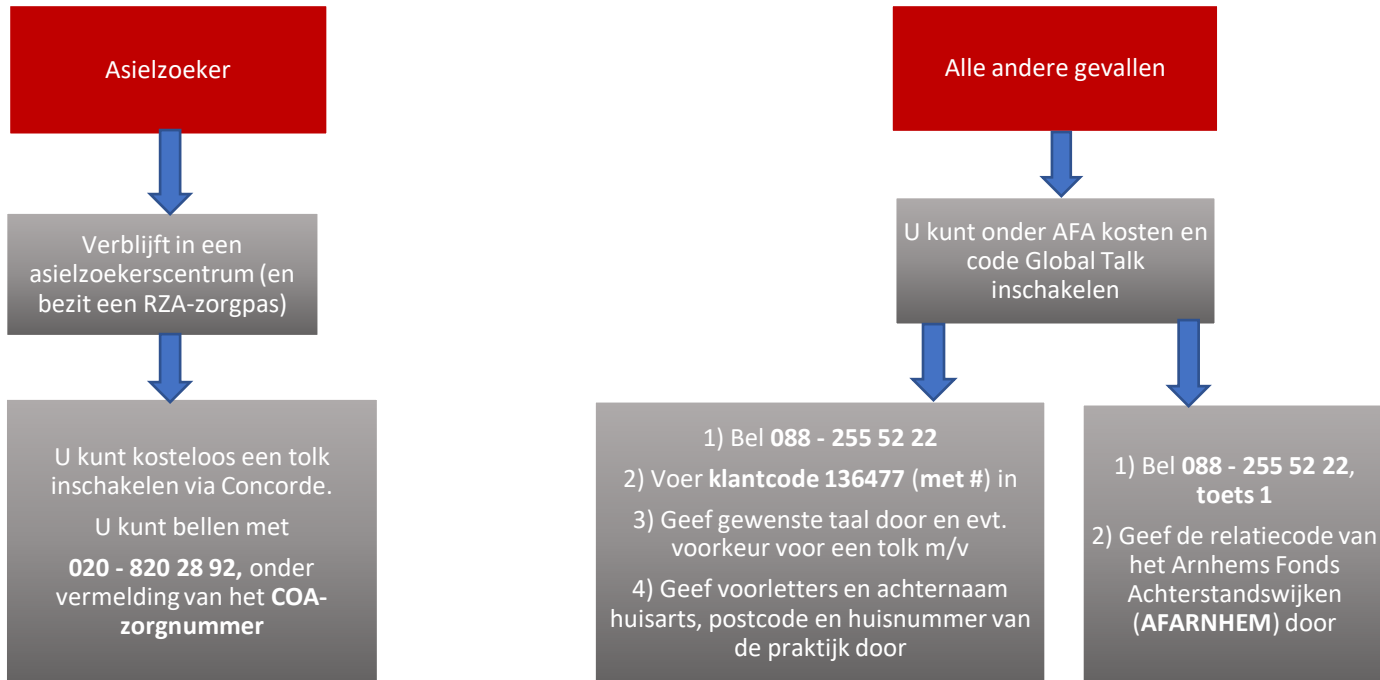 Asielzoeker
Verblijft in een
asielzoekerscentrum (en
bezit een RZA-zorgpas)
U kunt kosteloos een tolk
inschakelen via Concorde.
U kunt bellen met
020 - 820 28 92, onder
vermelding van het COA-
zorgnummer
Alle andere gevallen
U kunt onder AFA kosten en
code Global Talk
inschakelen
1) Bel 088 - 255 52 22
2) Voer klantcode 136477 (met #) in
3) Geef gewenste taal door en evt.
voorkeur voor een tolk m/v
4) Geef voorletters en achternaam
huisarts, postcode en huisnummer van
de praktijk door
1) Bel 088 - 255 52 22,
toets 1
2) Geef de relatiecode van
het Arnhems Fonds
Achterstandswijken
(AFARNHEM) door